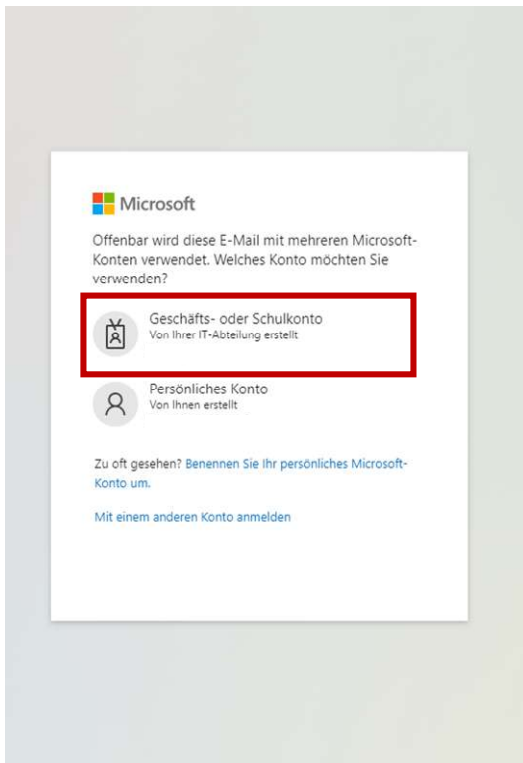 Microsoft
Offenbar wird diese E-Mail mit mehreren Microsoft-
Konten verwendet. Welches Konto möchten Sie
verwenden?
Geschäfts- oder Schulkonto
Von Ihrer IT-Abteilung erstellt
Persönliches Konto
Von Ihnen erstellt
Zu oft gesehen? Benennen Sie Ihr persönliches Microsoft-
Konto um.
Mit einem anderen Konto anmelden